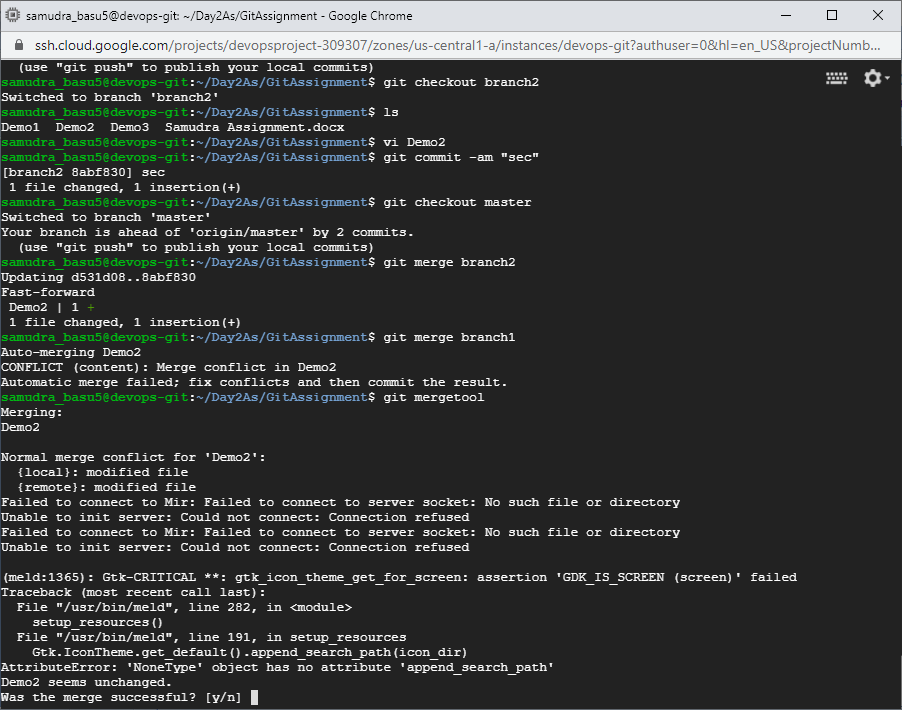 samudra_basu5@devops-git: ~/Day2As/GitAssignment - Google Chrome
ssh.cloud.google.com/projects/devopsproject-309307/zones/us-central1-a/instances/devops-git?authuser=0&hl=en_US&projectNumb...
  (use "git push" to publish your local commits)
samudra_basu5@devops-git:~/Day2As/GitAssignment$ git checkout branch2
Switched to branch 'branch2'
samudra_basu5@devops-git:~/Day2As/GitAssignment$ ls
Demo1  Demo2  Demo3  Samudra Assignment.docx
samudra_basu5@devops-git:~/Day2As/GitAssignment$ vi Demo2
samudra_basu5@devops-git:~/Day2As/GitAssignment$ git commit -am "sec"
[branch2 8abf830] sec
 1 file changed, 1 insertion(+)
samudra_basu5@devops-git:~/Day2As/GitAssignment$ git checkout master
Switched to branch 'master'
Your branch is ahead of 'origin/master' by 2 commits.
  (use "git push" to publish your local commits)
samudra_basu5@devops-git:~/Day2As/GitAssignment$ git merge branch2
Updating d531d08..8abf830
Fast-forward
 Demo2 | 1 +
 1 file changed, 1 insertion(+)
samudra_basu5@devops-git:~/Day2As/GitAssignment$ git merge branch1
Auto-merging Demo2
CONFLICT (content): Merge conflict in Demo2
Automatic merge failed; fix conflicts and then commit the result.
samudra_basu5@devops-git:~/Day2As/GitAssignment$ git mergetool
Merging:
Demo2

Normal merge conflict for 'Demo2':
  {local}: modified file
  {remote}: modified file
Failed to connect to Mir: Failed to connect to server socket: No such file or directory
Unable to init server: Could not connect: Connection refused
Failed to connect to Mir: Failed to connect to server socket: No such file or directory
Unable to init server: Could not connect: Connection refused

(meld:1365): Gtk-CRITICAL **: gtk_icon_theme_get_for_screen: assertion 'GDK_IS_SCREEN (screen)' failed
Traceback (most recent call last):
  File "/usr/bin/meld", line 282, in <module>
    setup_resources()
  File "/usr/bin/meld", line 191, in setup_resources
    Gtk.IconTheme.get_default().append_search_path(icon_dir)
AttributeError: 'NoneType' object has no attribute 'append_search_path'
Demo2 seems unchanged.
Was the merge successful? [y/n]